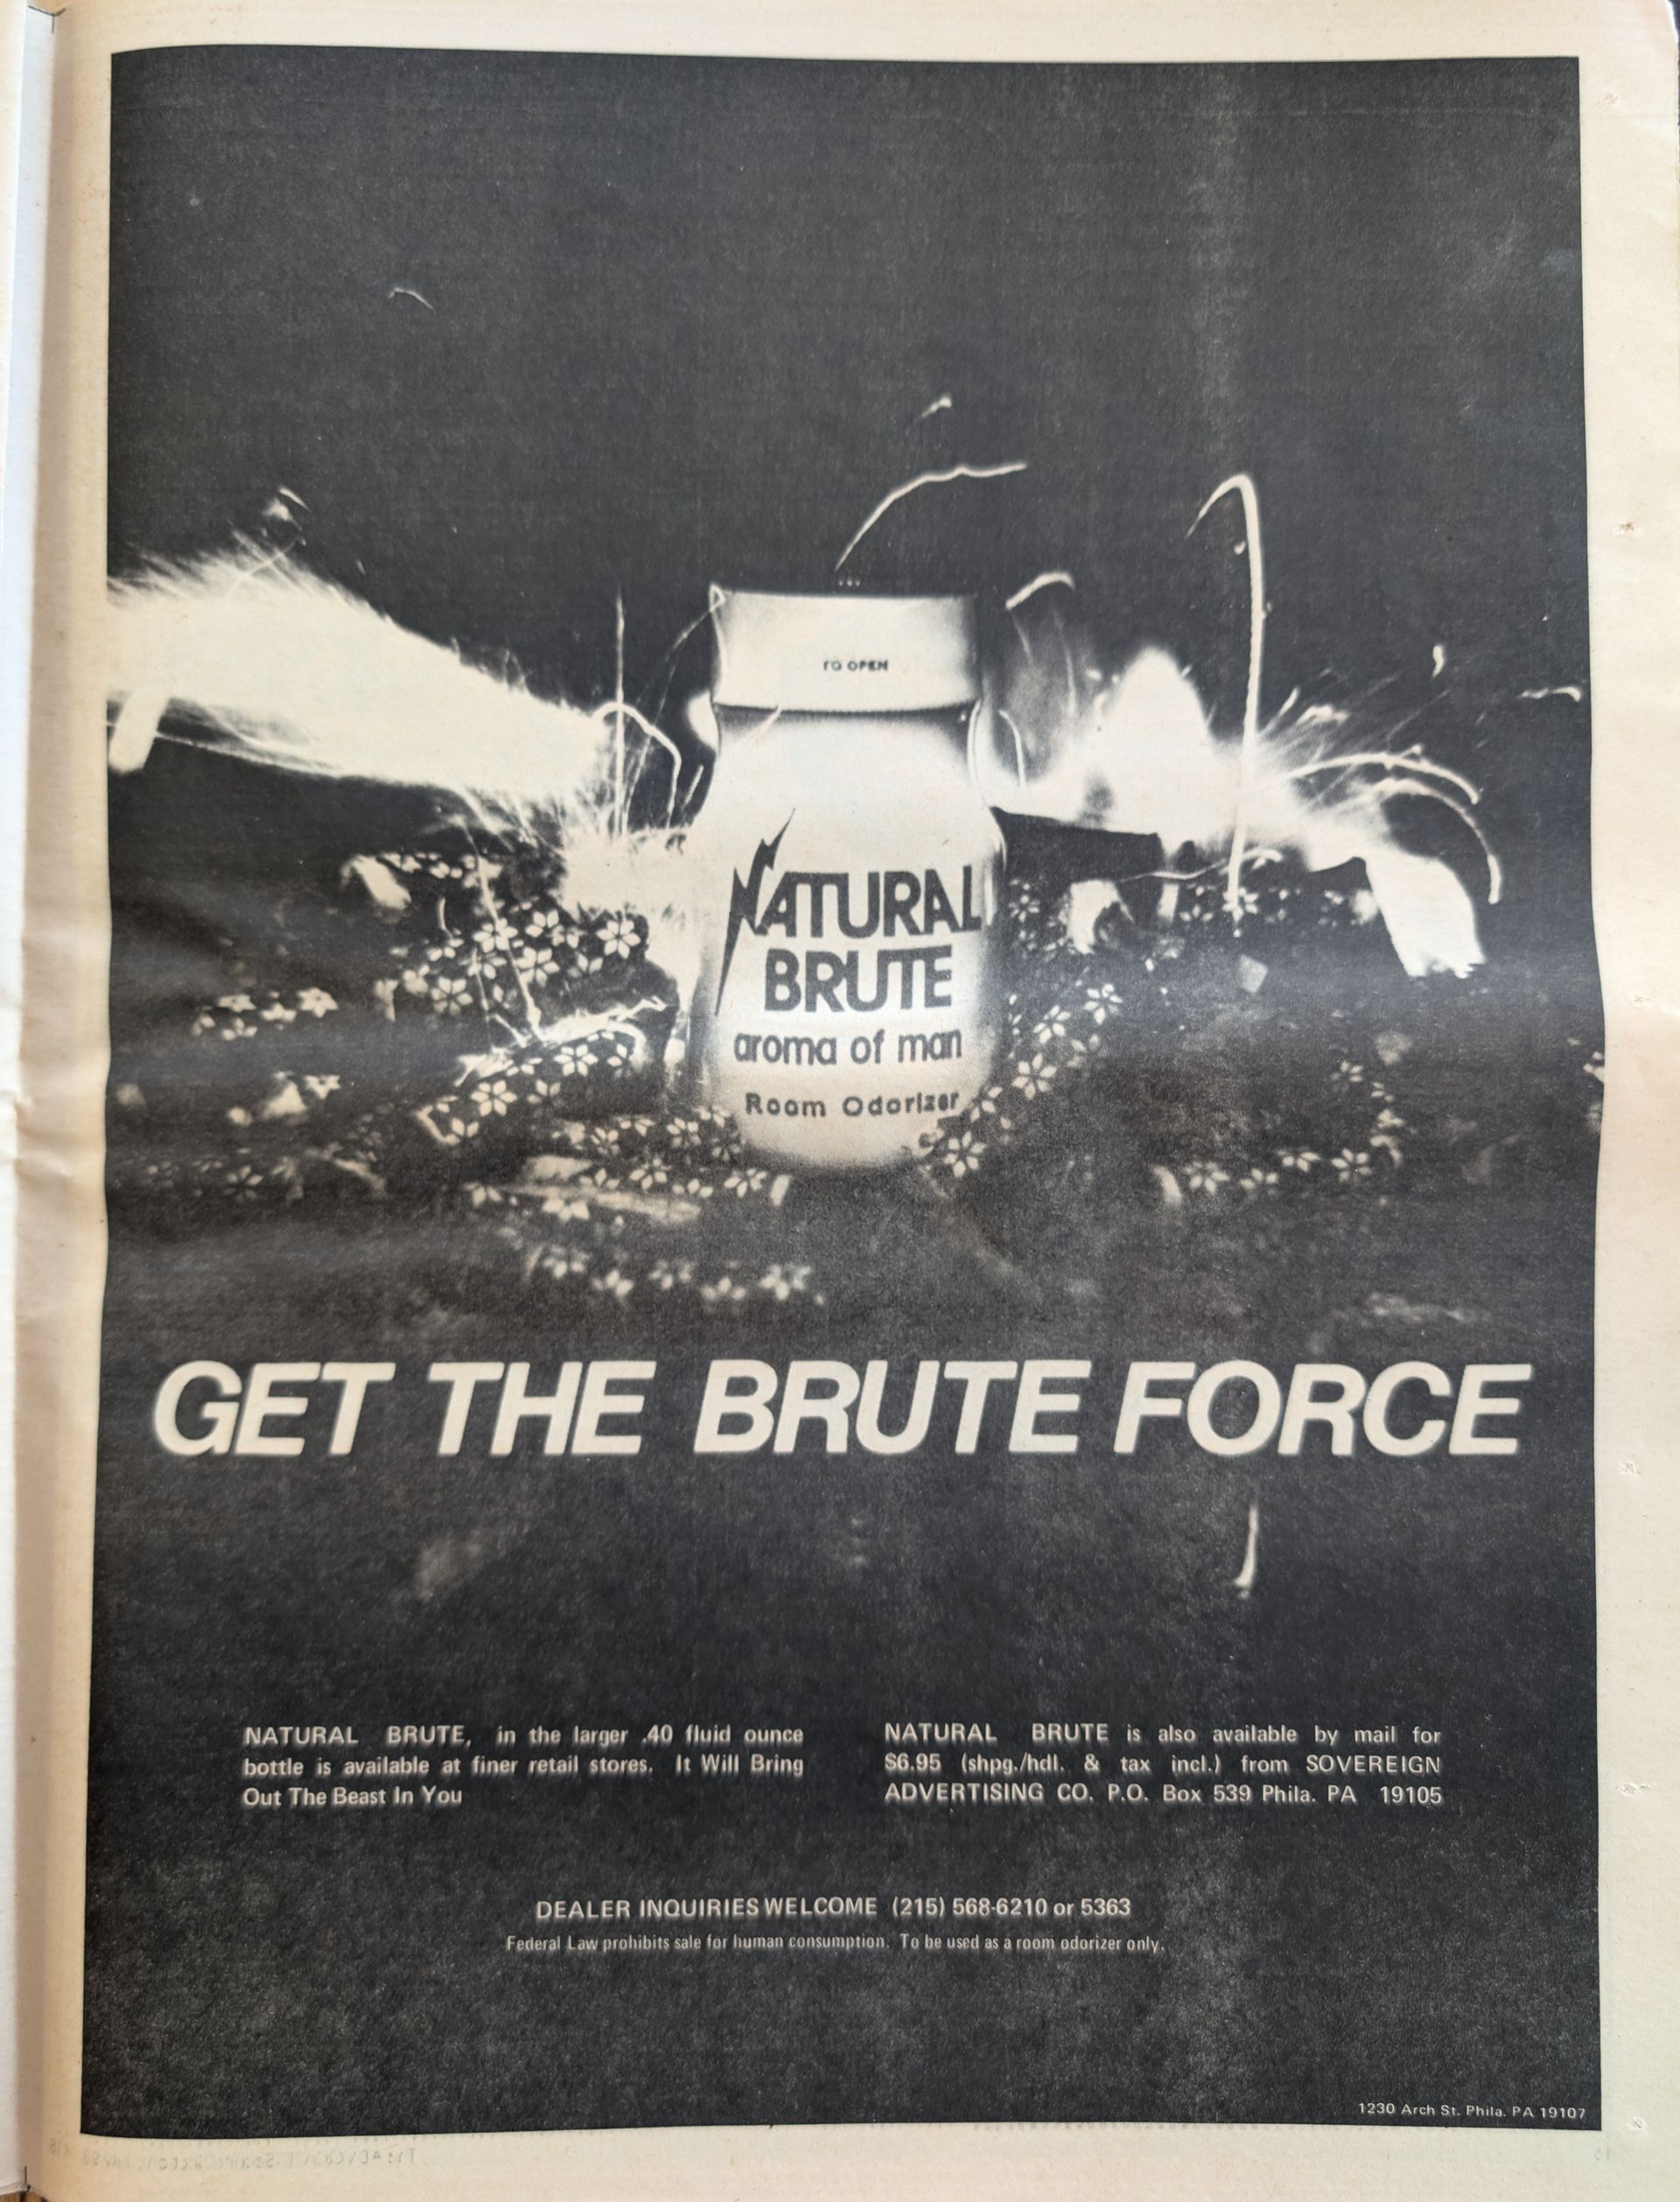 TO OPEN
NATURAL
BRUTE
aroma of man
Room Odorizer
GET THE BRUTE FORCE
NATURAL BRUTE, in the larger .40 fluid ounce
bottle is available at finer retail stores. It Will Bring
Out The Beast In You
NATURAL BRUTE is also available by mail for
$6.95 (shpg./hdl. & tax incl.) from SOVEREIGN
ADVERTISING CO. P.O. Box 539 Phila. PA 19105
DEALER INQUIRIES WELCOME (215) 568-6210 or 5363
Federal Law prohibits sale for human consumption. To be used as a room odorizer only.
1230 Arch St. Phila. PA 19107